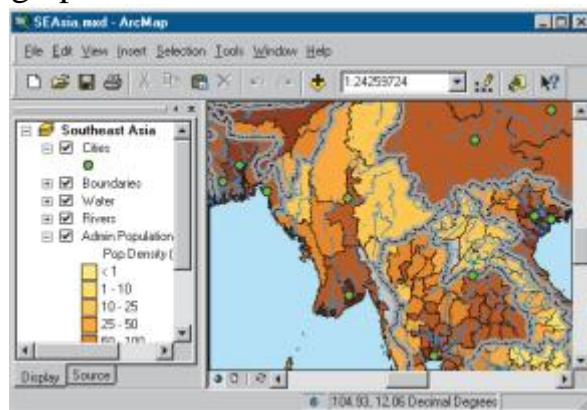 SEAsia.mxd - ArcMap
File Edit View Insert Selection Tools Window Help
1:24259724
Southeast Asia
Cities
Boundaries
Water
Rivers
Admin Population
Pop Density (
< 1
1 - 10
10 - 25
25 - 50
Display Source
104.93, 12.06 Decimal Degrees